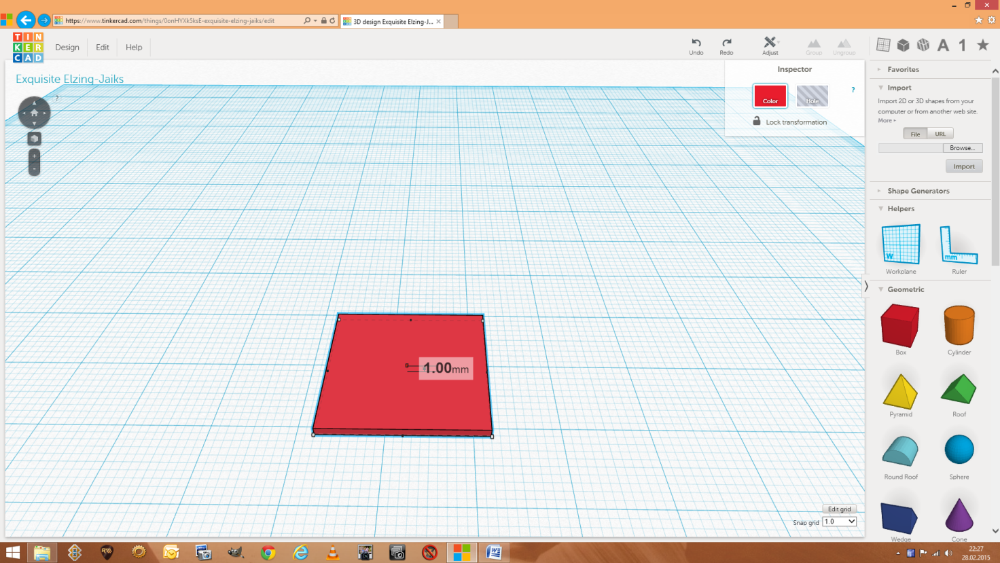 https://www.tinkercad.com/things/0onHYXk5ksE-exquisite-elzing-jaiks/edit
3D design Exquisite Elzing-J...
TIN
KER
CAD
Design
Edit
Help
Undo
Redo
Adjust
Group
Ungroup
A
1
Exquisite Elzing-Jaiks
?
+
-
Inspector
Color
Hole
?
Lock transformation
Favorites
Import
Import 2D or 3D shapes from your
computer or from another web site.
More
File
URL
Browse...
Import
Shape Generators
Helpers
W
mm
Workplane
Ruler
Geometric
Box
Cylinder
Pyramid
Roof
Round Roof
Sphere
Wedge
Cone
1.00mm
Edit grid
Snap grid
1.0
22:27
28.02.2015